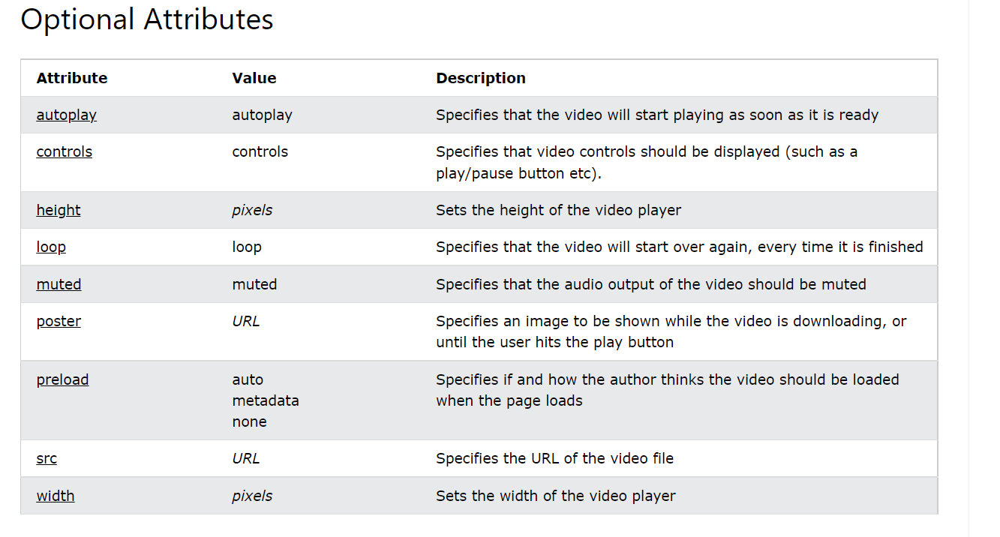 Optional Attributes
Attribute Value Description
autoplay autoplay Specifies that the video will start playing as soon as it is ready
controls controls Specifies that video controls should be displayed (such as a
play/pause button etc).
height pixels Sets the height of the video player
loop loop Specifies that the video will start over again, every time it is finished
muted muted Specifies that the audio output of the video should be muted
poster URL Specifies an image to be shown while the video is downloading, or
until the user hits the play button
preload auto Specifies if and how the author thinks the video should be loaded
metadata when the page loads
none
src URL Specifies the URL of the video file
width pixels Sets the width of the video player